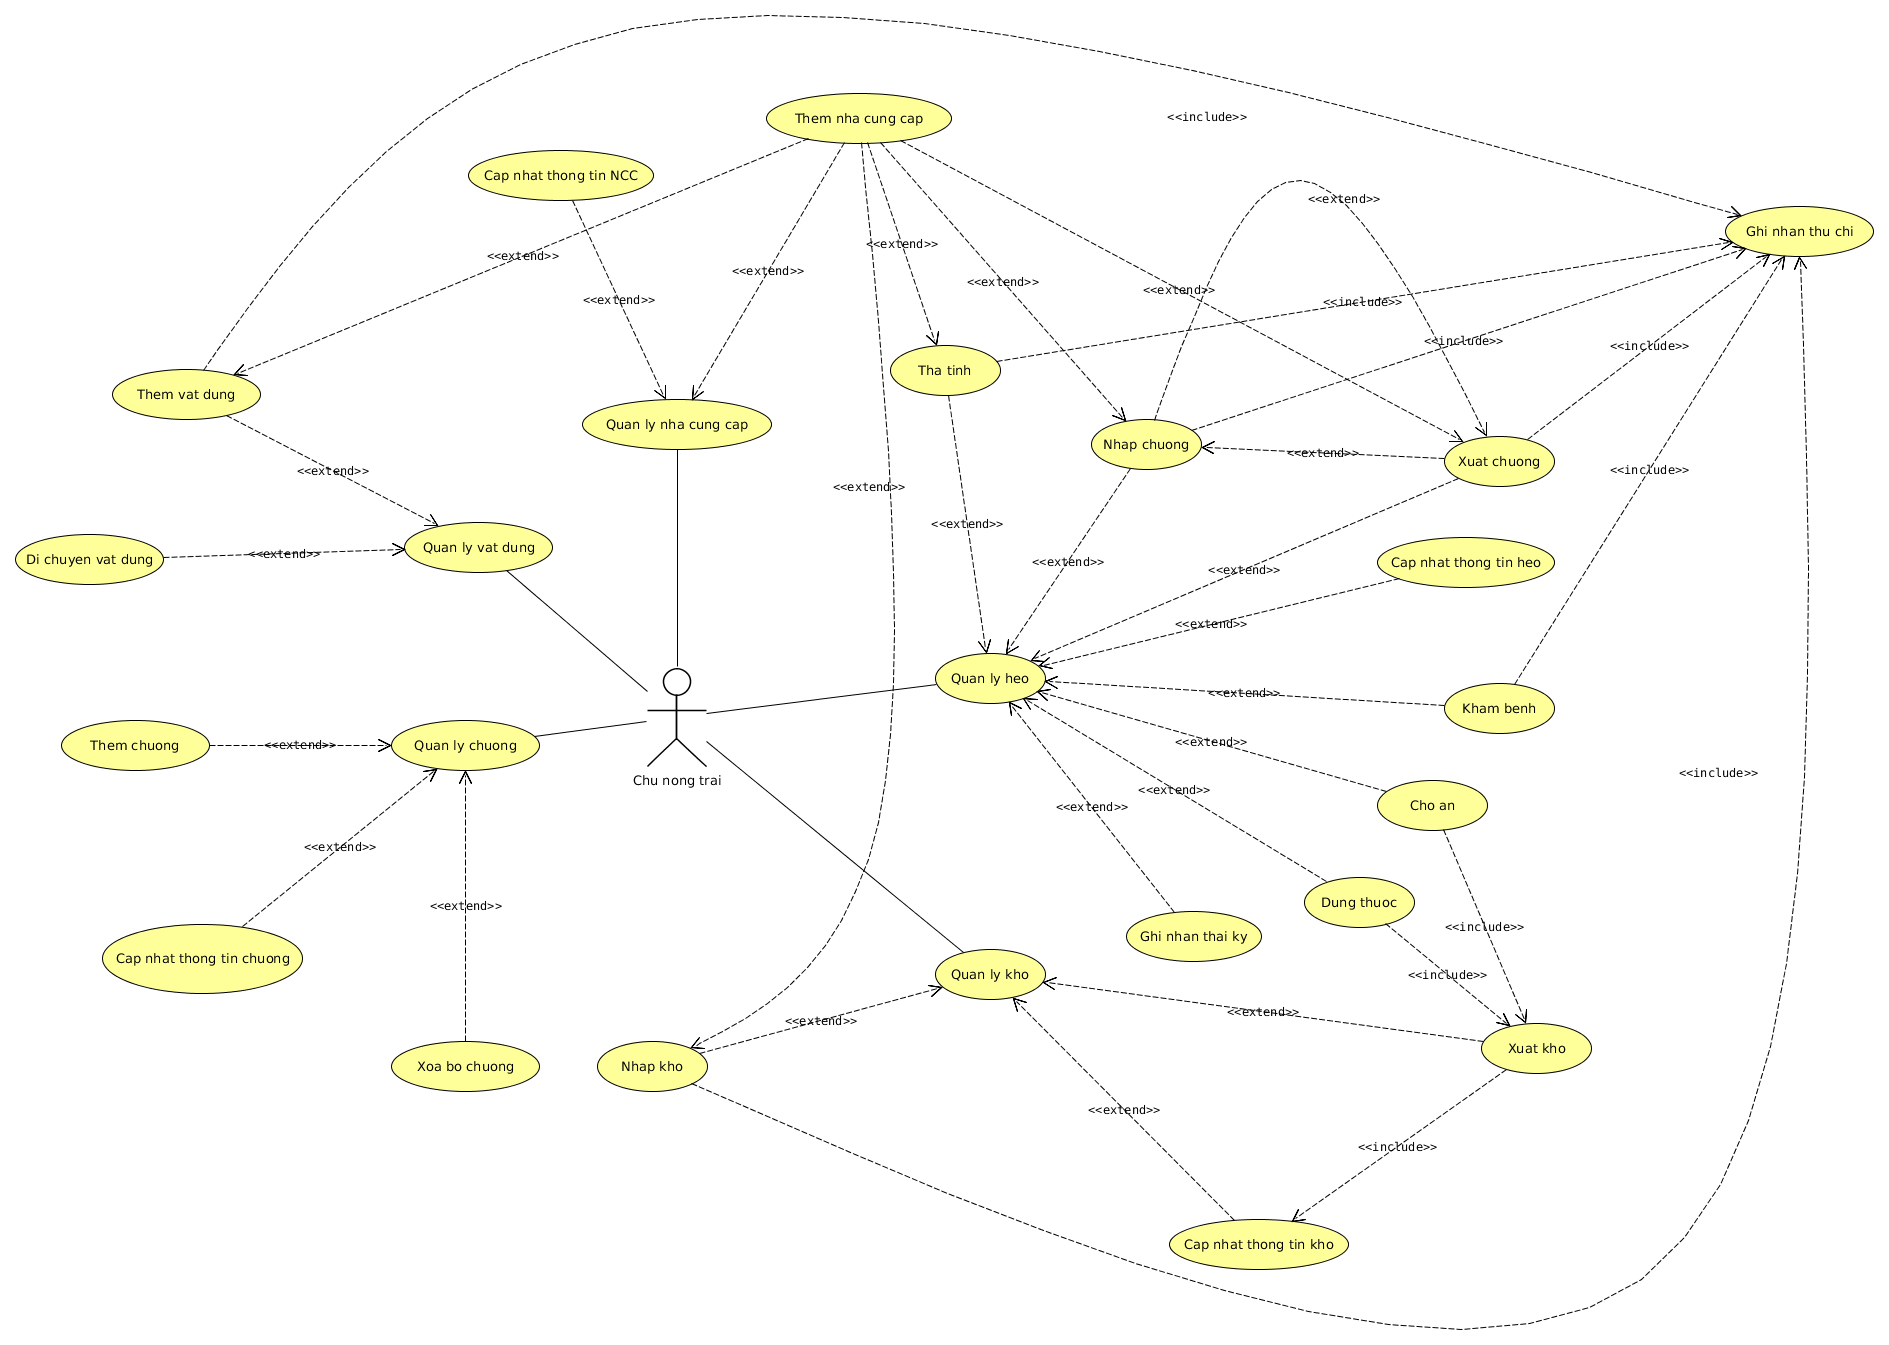 <<include>>
Them nha cung cap
Cap nhat thong tin NCC
<<extend>>
Ghi nhan thu chi
<<extend>>
<<extend>>
<<extend>>
<<extend>>
<<extend>>
<<extend>>
<<include>>
<<include>>
<<include>>
Tha tinh
Them vat dung
Quan ly nha cung cap
Nhap chuong
<<extend>>
Xuat chuong
<<extend>>
<<include>>
<<extend>>
<<extend>>
Quan ly vat dung
Di chuyen vat dung
<<extend>>
<<extend>>
<<extend>>
Cap nhat thong tin heo
<<extend>>
Quan ly heo
<<extend>>
Kham benh
Them chuong
<<extend>>
Quan ly chuong
Chu nong trai
<<extend>>
<<include>>
<<extend>>
<<extend>>
Cho an
<<extend>>
<<extend>>
Dung thuoc
Ghi nhan thai ky
<<include>>
Cap nhat thong tin chuong
Quan ly kho
<<include>>
<<extend>>
<<extend>>
Xuat kho
Xoa bo chuong
Nhap kho
<<extend>>
<<include>>
Cap nhat thong tin kho